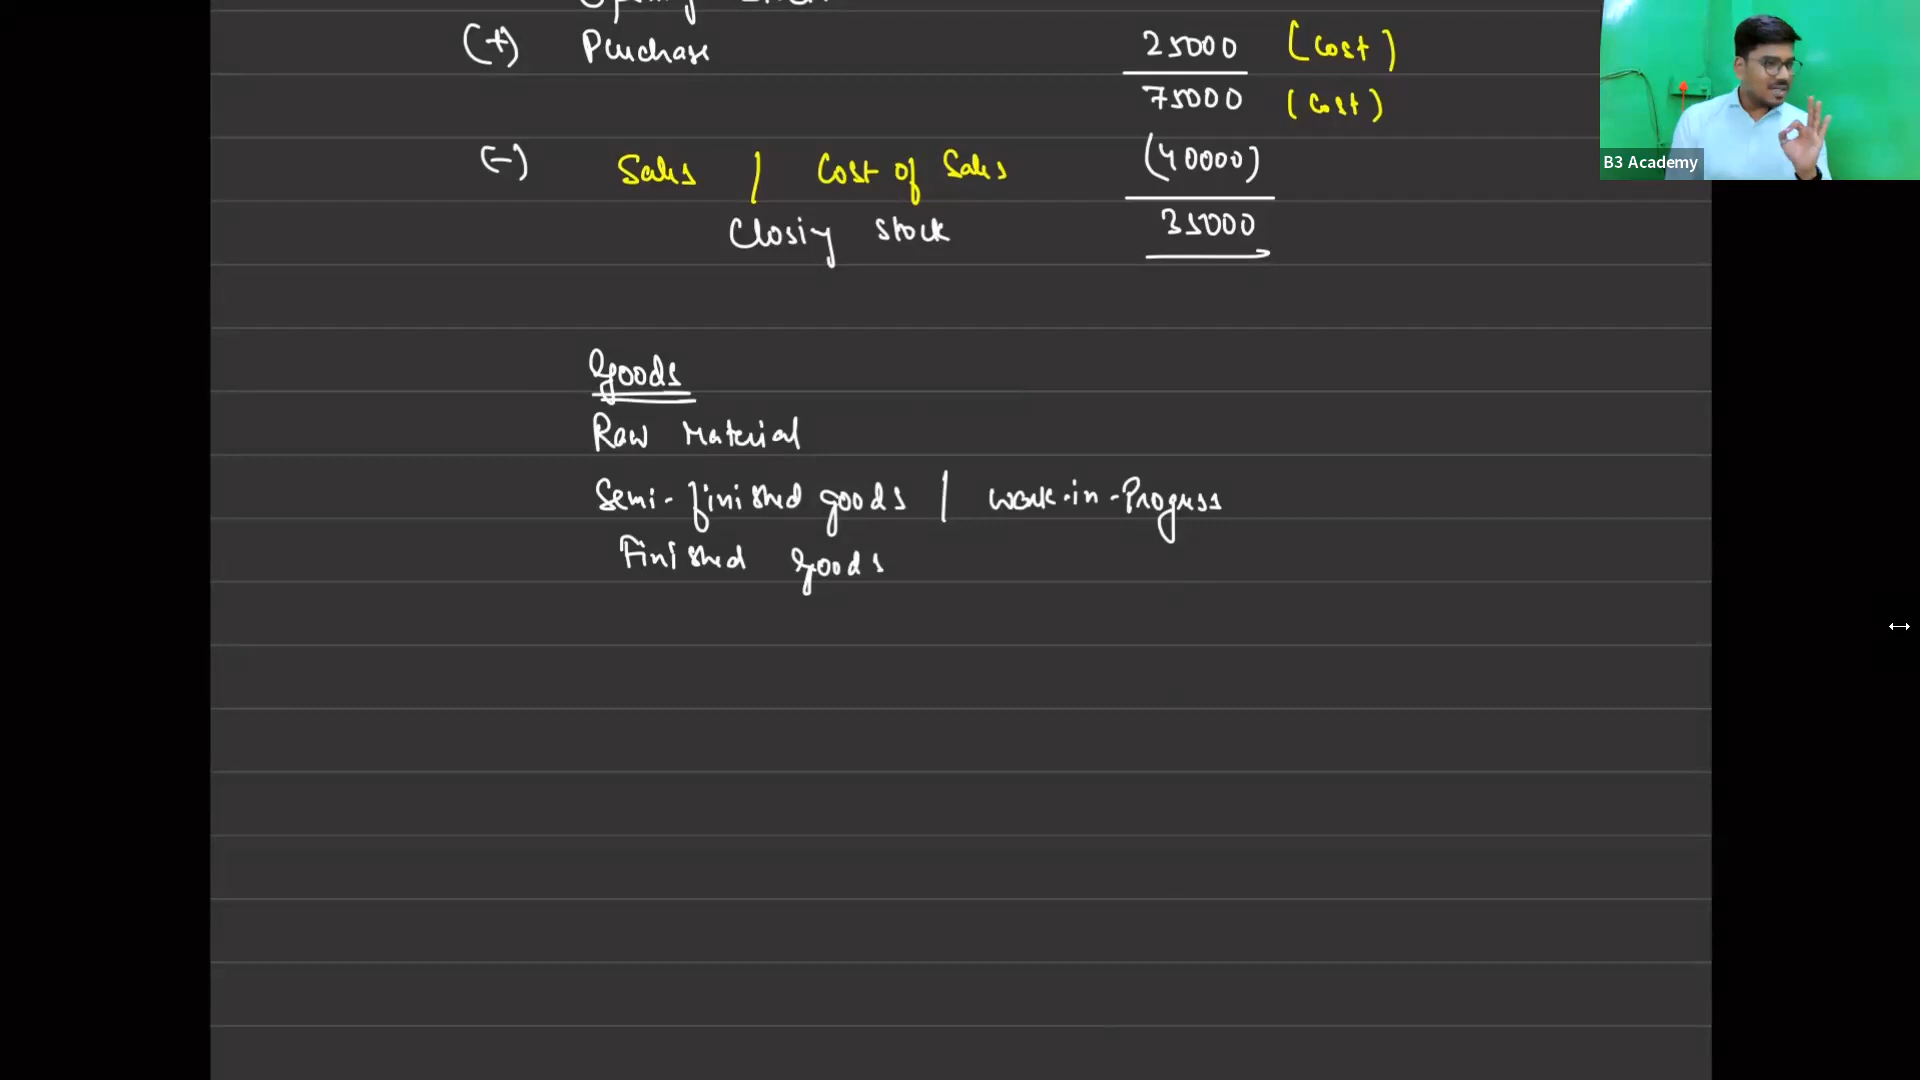 (+) Purchase 25000 (Cost)
75000 (Cost)
(-) Sales | Cost of Sales (40000)
Closing Stock 35000
Goods
Raw Material
Semi-finished goods | Work-in-Progress
Finished goods
B3 Academy